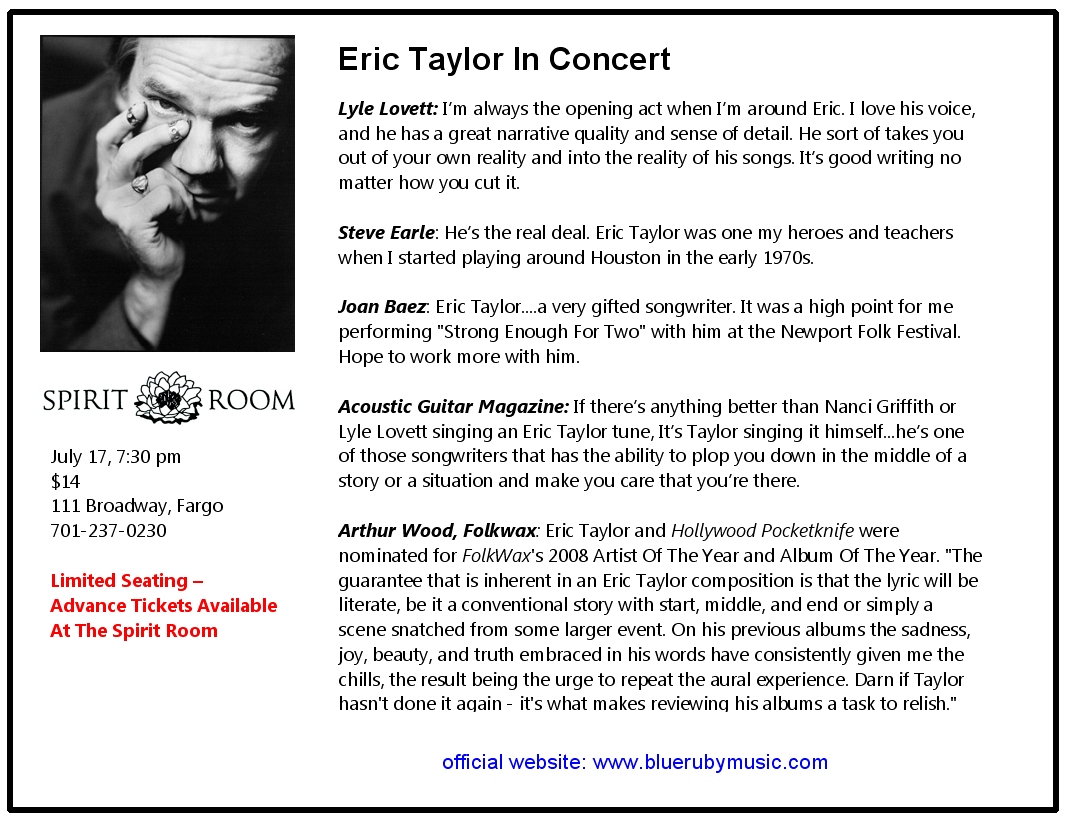 Eric Taylor In Concert
Lyle Lovett: I'm always the opening act when I'm around Eric. I love his voice,
and he has a great narrative quality and sense of detail. He sort of takes you
out of your own reality and into the reality of his songs. It's good writing no
matter how you cut it.
Steve Earle: He's the real deal. Eric Taylor was one my heroes and teachers
when I started playing around Houston in the early 1970s.
Joan Baez: Eric Taylor....a very gifted songwriter. It was a high point for me
performing "Strong Enough For Two" with him at the Newport Folk Festival.
Hope to work more with him.
Acoustic Guitar Magazine: If there's anything better than Nanci Griffith or
Lyle Lovett singing an Eric Taylor tune, It's Taylor singing it himself...he's one
of those songwriters that has the ability to plop you down in the middle of a
story or a situation and make you care that you're there.
Arthur Wood, Folkwax: Eric Taylor and Hollywood Pocketknife were
nominated for FolkWax's 2008 Artist Of The Year and Album Of The Year. "The
guarantee that is inherent in an Eric Taylor composition is that the lyric will be
literate, be it a conventional story with start, middle, and end or simply a
scene snatched from some larger event. On his previous albums the sadness,
joy, beauty, and truth embraced in his words have consistently given me the
chills, the result being the urge to repeat the aural experience. Darn if Taylor
hasn't done it again - it's what makes reviewing his albums a task to relish."
SPIRIT ROOM
July 17, 7:30 pm
$14
111 Broadway, Fargo
701-237-0230
Limited Seating –
Advance Tickets Available
At The Spirit Room
official website: www.bluerubymusic.com